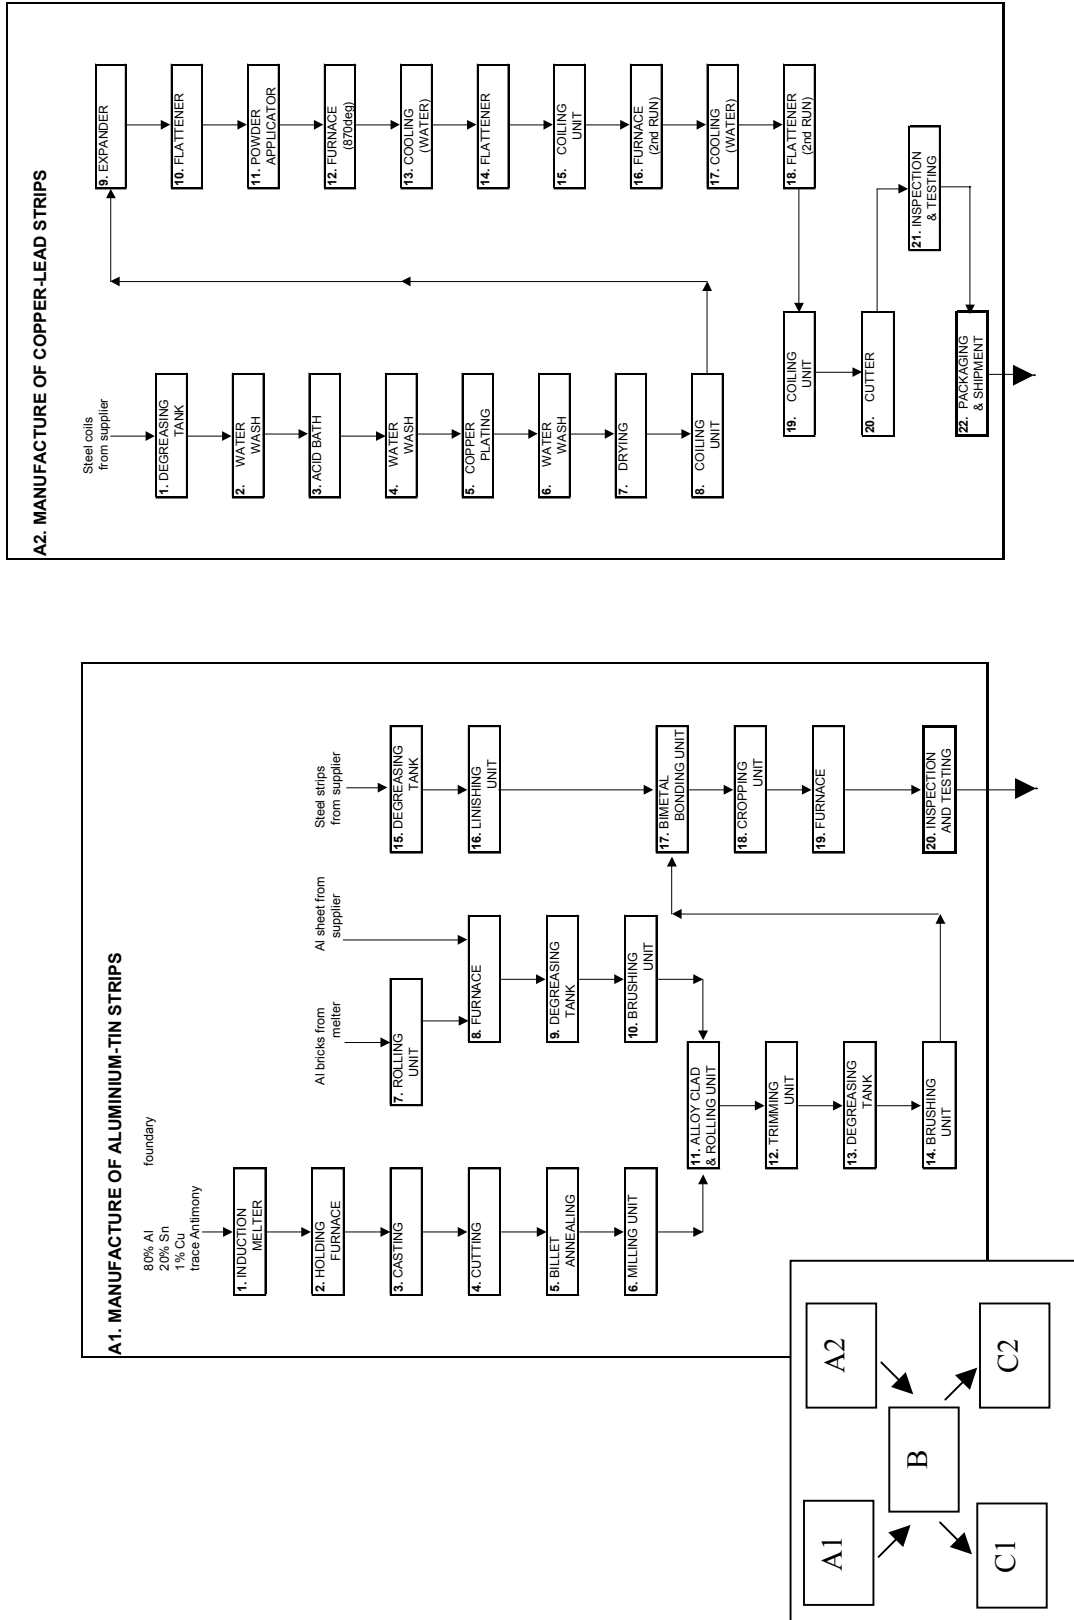 A1. MANUFACTURE OF ALUMINIUM-TIN STRIPS
80% Al
20% Sn
1% Cu
trace Antimony
foundary
1. INDUCTION
MELTER
2. HOLDING
FURNACE
3. CASTING
4. CUTTING
5. BILLET
ANNEALING
6. MILLING UNIT
Al bricks from
melter
7. ROLLING
UNIT
Al sheet from
supplier
8. FURNACE
9. DEGREASING
TANK
10. BRUSHING
UNIT
11. ALLOY CLAD
& ROLLING UNIT
12. TRIMMING
UNIT
13. DEGREASING
TANK
14. BRUSHING
UNIT
Steel strips
from supplier
15. DEGREASING
TANK
16. LINISHING
UNIT
17. BIMETAL
BONDING UNIT
18. CROPPING
UNIT
19. FURNACE
20. INSPECTION
AND TESTING
A2. MANUFACTURE OF COPPER-LEAD STRIPS
Steel coils
from supplier
1. DEGREASING
TANK
2. WATER
WASH
3. ACID BATH
4. WATER
WASH
5. COPPER
PLATING
6. WATER
WASH
7. DRYING
8. COILING
UNIT
9. EXPANDER
10. FLATTENER
11. POWDER
APPLICATOR
12. FURNACE
(870deg)
13. COOLING
(WATER)
14. FLATTENER
15. COILING
UNIT
16. FURNACE
(2nd RUN)
17. COOLING
(WATER)
18. FLATTENER
(2nd RUN)
19. COILING
UNIT
20. CUTTER
21. INSPECTION
& TESTING
22. PACKAGING
& SHIPMENT
A1
A2
B
C1
C2